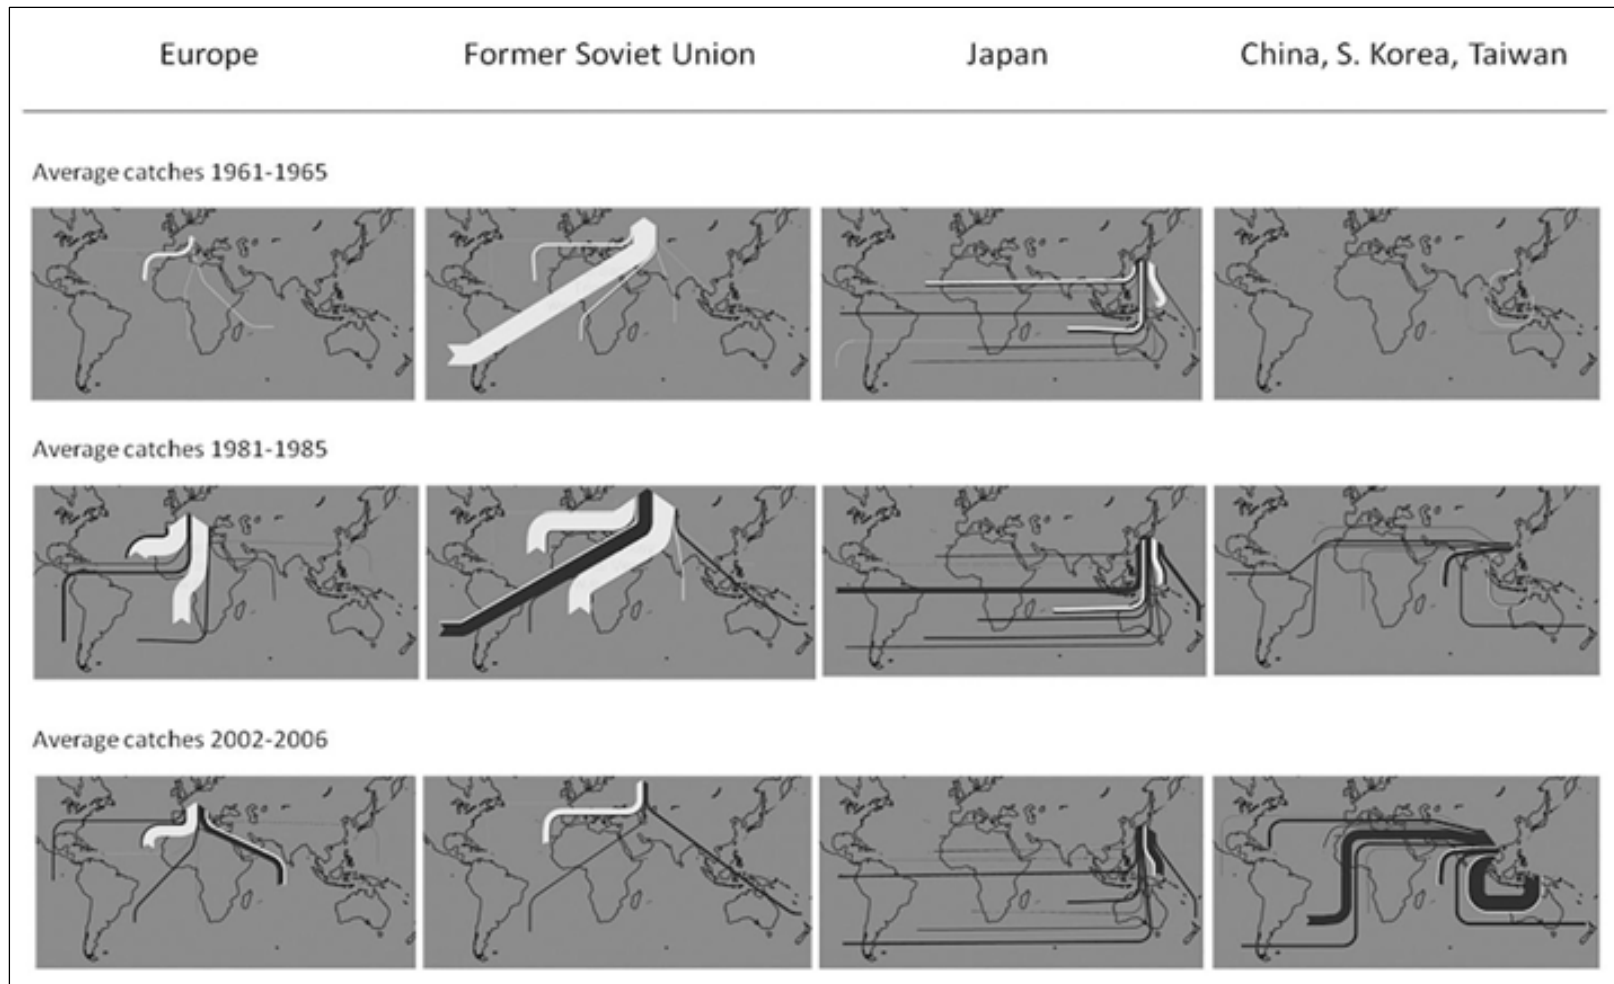 Europe Former Soviet Union Japan China, S. Korea, Taiwan
Average catches 1961-1965
Average catches 1981-1985
Average catches 2002-2006